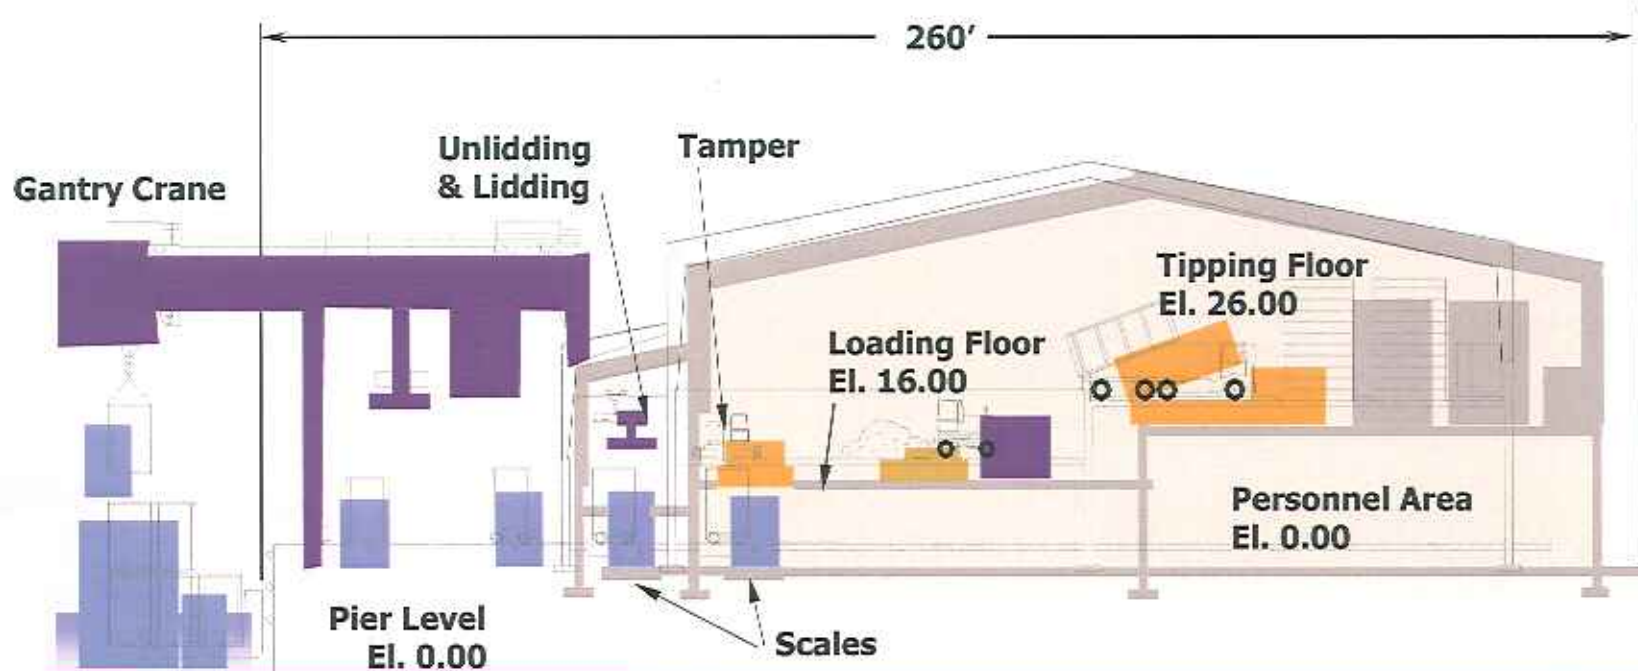 260’
Unlidding
& Lidding
Tamper
Gantry Crane
Tipping Floor
El. 26.00
Loading Floor
El. 16.00
Personnel Area
El. 0.00
Pier Level
El. 0.00
Scales